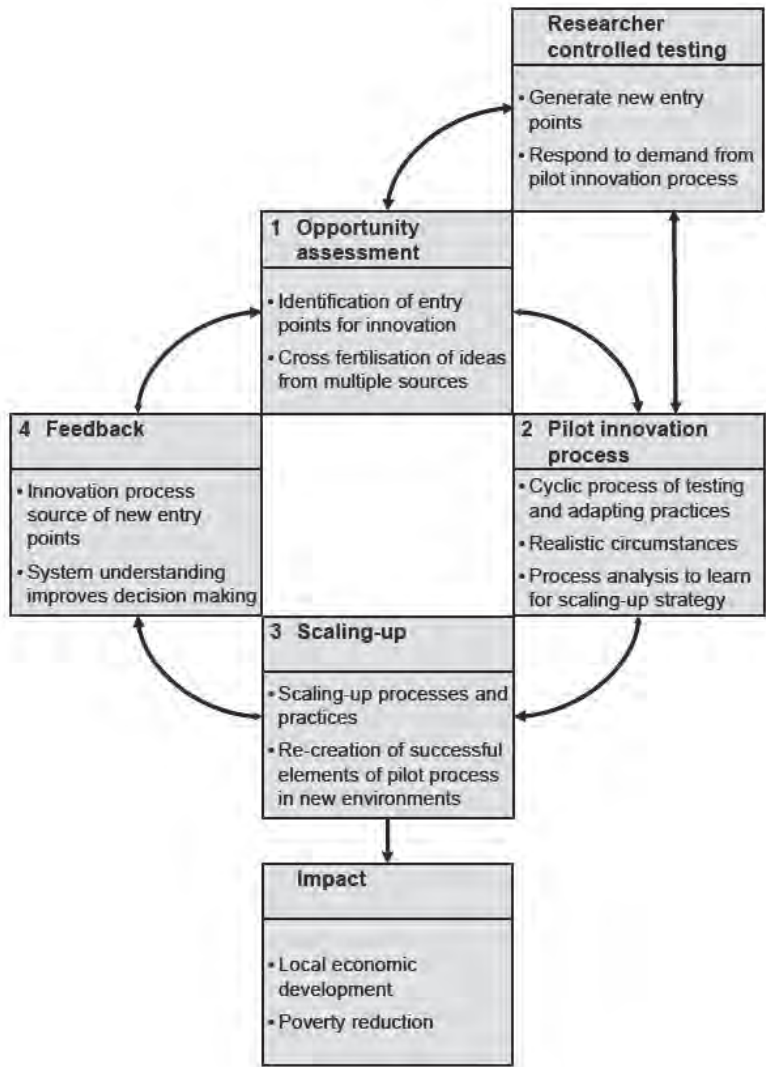 Researcher
controlled testing
• Generate new entry
points
• Respond to demand from
pilot innovation process
1 Opportunity
assessment
• Identification of entry
points for innovation
• Cross fertilisation of ideas
from multiple sources
4 Feedback
• Innovation process
source of new entry
points
• System understanding
improves decision making
2 Pilot innovation
process
• Cyclic process of testing
and adapting practices
• Realistic circumstances
• Process analysis to learn
for scaling-up strategy
3 Scaling-up
• Scaling-up processes and
practices
• Re-creation of successful
elements of pilot process
in new environments
Impact
• Local economic
development
• Poverty reduction